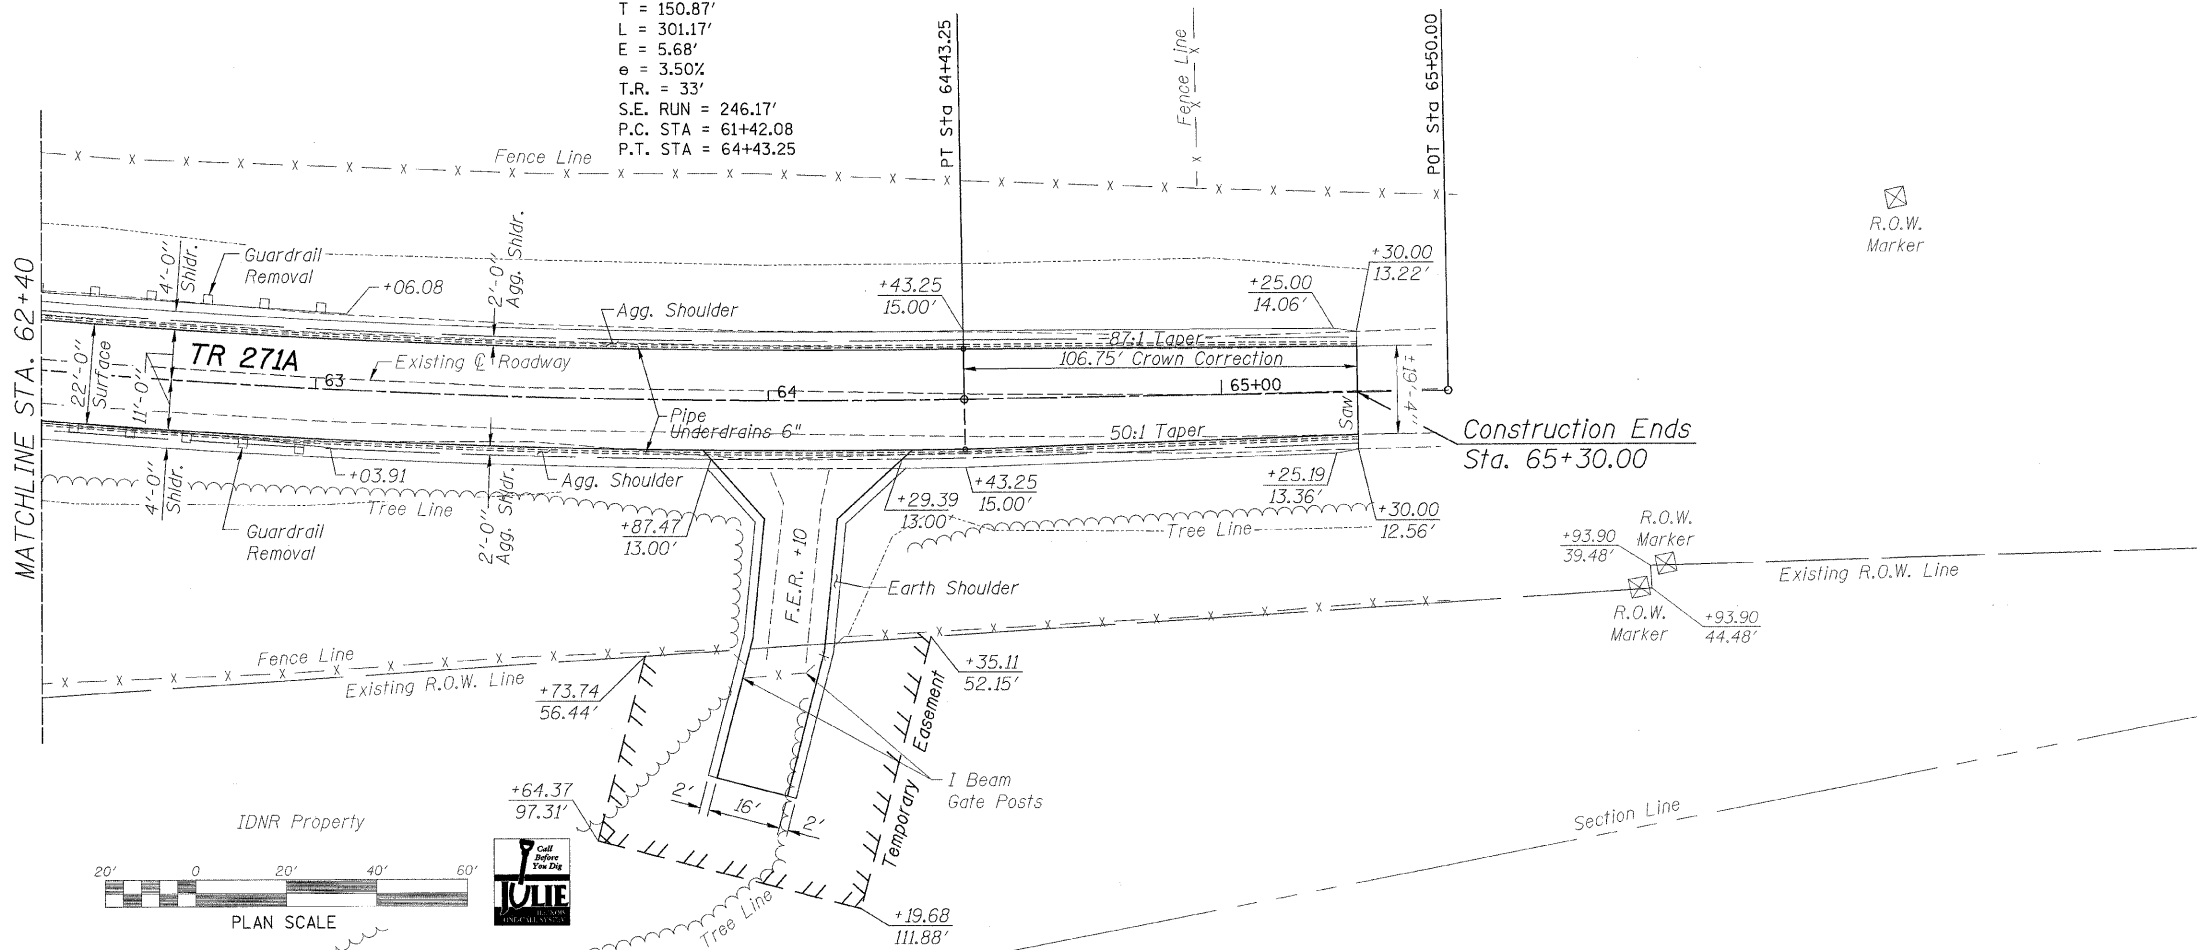 T = 150.87'
L = 301.17'
E = 5.68'
e = 3.50%
T.R. = 33'
S.E. RUN = 246.17'
P.C. STA = 61+42.08
P.T. STA = 64+43.25
PT Sta 64+43.25
Fence Line
POT Sta 65+50.00
Fence Line
R.O.W.
Marker
MATCHLINE STA. 62+40
4'-0"
Shldr.
Guardrail
Removal
+06.08
2'-0"
Agg. Shldr.
Agg. Shoulder
+43.25
15.00'
+25.00
14.06'
+30.00
13.22'
22'-0"
Surface
11'-0"
TR 271A
Existing ℄ Roadway
63
64
65+00
87:1 Taper
106.75' Crown Correction
±19'-4"
Saw
Pipe
Underdrains 6"
50:1 Taper
Construction Ends
Sta. 65+30.00
4'-0"
Shldr.
+03.91
Tree Line
Guardrail
Removal
2'-0"
Agg. Shldr.
Agg. Shoulder
+87.47
13.00'
F.E.R. +10
+29.39
13.00'
+43.25
15.00'
+25.19
13.36'
+30.00
12.56'
Tree Line
Earth Shoulder
+93.90
39.48'
R.O.W.
Marker
Existing R.O.W. Line
R.O.W.
Marker
+93.90
44.48'
Fence Line
Existing R.O.W. Line
+73.74
56.44'
+35.11
52.15'
Temporary Easement
I Beam
Gate Posts
+64.37
97.31'
2'
16'
2'
+19.68
111.88'
Tree Line
Section Line
IDNR Property
20' 0 20' 40' 60'
PLAN SCALE
Call
Before
You Dig
JULIE
ILLINOIS
ONE-CALL SYSTEM